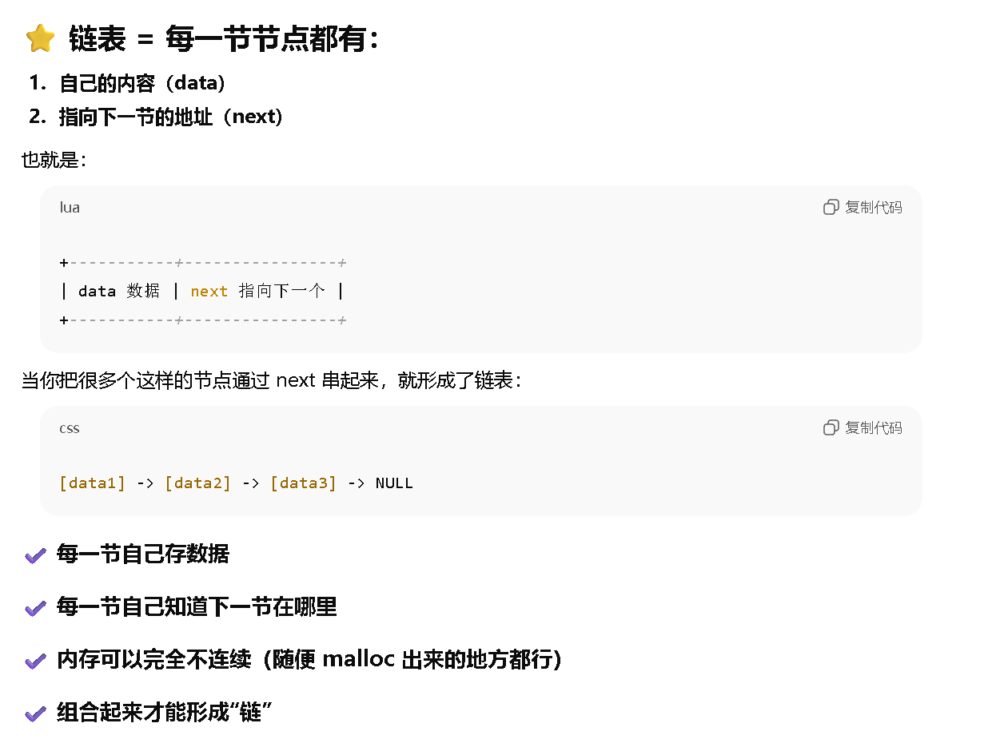 ⭐ 链表 = 每一节节点都有：
1. 自己的内容（data）
2. 指向下一节的地址（next）
也就是：
lua
复制代码
+-----------+----------------+
| data 数据 | next 指向下一个 |
+-----------+----------------+
当你把很多个这样的节点通过 next 串起来，就形成了链表：
css
复制代码
[data1] -> [data2] -> [data3] -> NULL
✔ 每一节自己存数据
✔ 每一节自己知道下一节在哪里
✔ 内存可以完全不连续（随便 malloc 出来的地方都行）
✔ 组合起来才能形成“链”